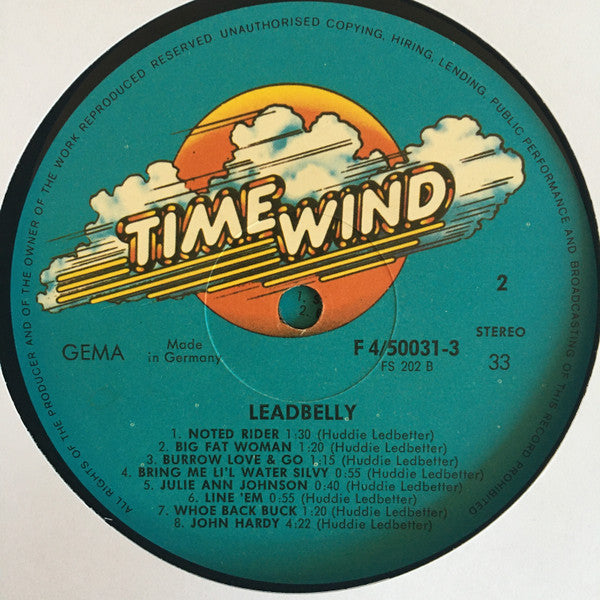 ALL RIGHTS OF THE PRODUCER AND OF THE OWNER OF THE WORK REPRODUCED RESERVED UNAUTHORISED COPYING, HIRING, LENDING, PUBLIC PERFORMANCE AND BROADCASTING OF THIS RECORD PROHIBITED
TIME WIND
2
GEMA
Made
in Germany
F 4/50031-3
FS 202 B
STEREO
33
LEADBELLY
1. NOTED RIDER 1:30 (Huddie Ledbetter)
2. BIG FAT WOMAN 1:20 (Huddie Ledbetter)
3. BURROW LOVE & GO 1:15 (Huddie Ledbetter)
4. BRING ME LI'L WATER SILVY 0:55 (Huddie Ledbetter)
5. JULIE ANN JOHNSON 0:40 (Huddie Ledbetter)
6. LINE 'EM 0:55 (Huddie Ledbetter)
7. WHOE BACK BUCK 1:20 (Huddie Ledbetter)
8. JOHN HARDY 4:22 (Huddie Ledbetter)